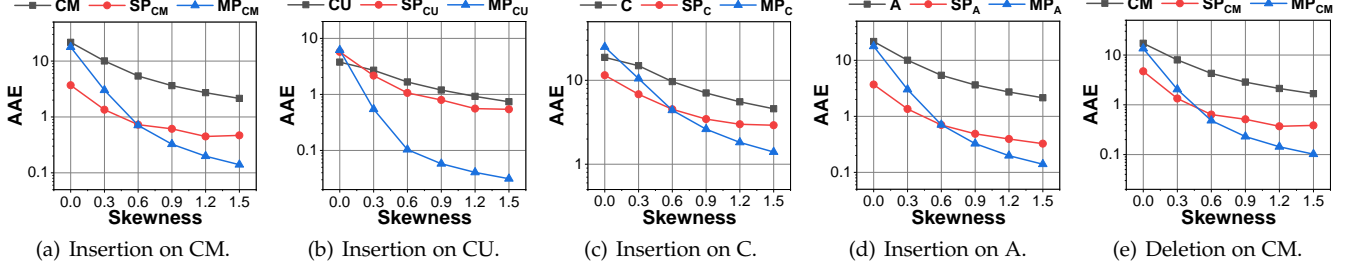 CM SP_CM MP_CM
AAE
10
1
0.1
0.0 0.3 0.6 0.9 1.2 1.5
Skewness
(a) Insertion on CM.
CU SP_CU MP_CU
AAE
10
1
0.1
0.0 0.3 0.6 0.9 1.2 1.5
Skewness
(b) Insertion on CU.
C SP_C MP_C
AAE
10
1
0.0 0.3 0.6 0.9 1.2 1.5
Skewness
(c) Insertion on C.
A SP_A MP_A
AAE
10
1
0.1
0.0 0.3 0.6 0.9 1.2 1.5
Skewness
(d) Insertion on A.
CM SP_CM MP_CM
AAE
10
1
0.1
0.0 0.3 0.6 0.9 1.2 1.5
Skewness
(e) Deletion on CM.